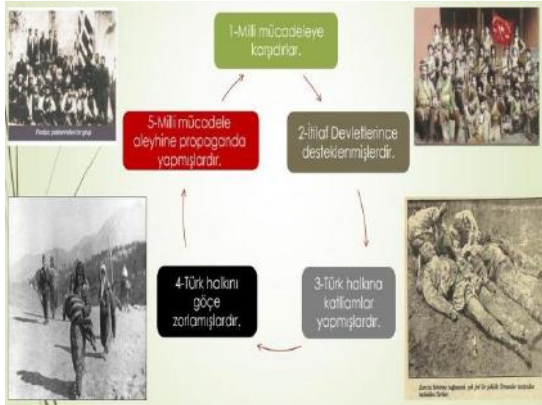 1-Milli mücadeleye
karşıdırlar.
2-İtilaf Devletlerince
desteklenmişlerdir.
3-Türk halkına
katliamlar
yapmışlardır.
4-Türk halkını
göçe
zorlamışlardır.
5-Milli mücadele
aleyhine propaganda
yapmışlardır.